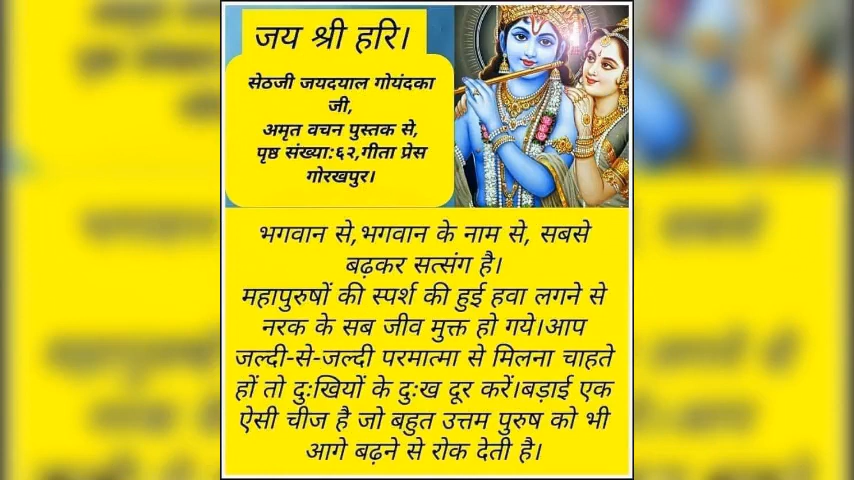 जय श्री हरि।
सेठजी जयदयाल गोयंदका
जी,
अमृत वचन पुस्तक से,
पृष्ठ संख्या:६२,गीता प्रेस
गोरखपुर।
भगवान से,भगवान के नाम से, सबसे
बढ़कर सत्संग है।
महापुरुषों की स्पर्श की हुई हवा लगने से
नरक के सब जीव मुक्त हो गये।आप
जल्दी-से-जल्दी परमात्मा से मिलना चाहते
हों तो दुःखियों के दुःख दूर करें।बड़ाई एक
ऐसी चीज है जो बहुत उत्तम पुरुष को भी
आगे बढ़ने से रोक देती है।